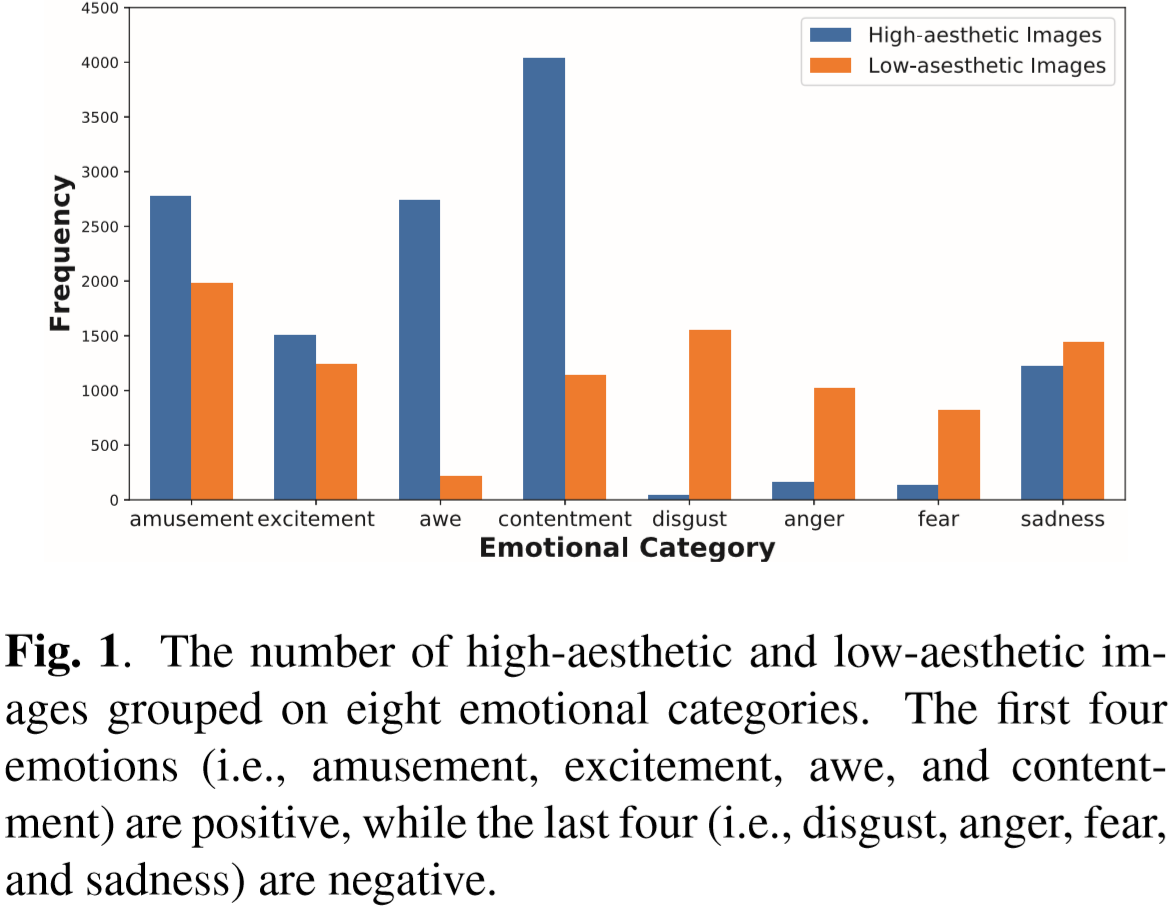 4500
4000
3500
3000
2500
2000
1500
1000
500
0
Frequency
High-aesthetic Images
Low-asesthetic Images
amusement excitement awe contentment disgust anger fear sadness
Emotional Category
Fig. 1. The number of high-aesthetic and low-aesthetic im-
ages grouped on eight emotional categories. The first four
emotions (i.e., amusement, excitement, awe, and content-
ment) are positive, while the last four (i.e., disgust, anger, fear,
and sadness) are negative.